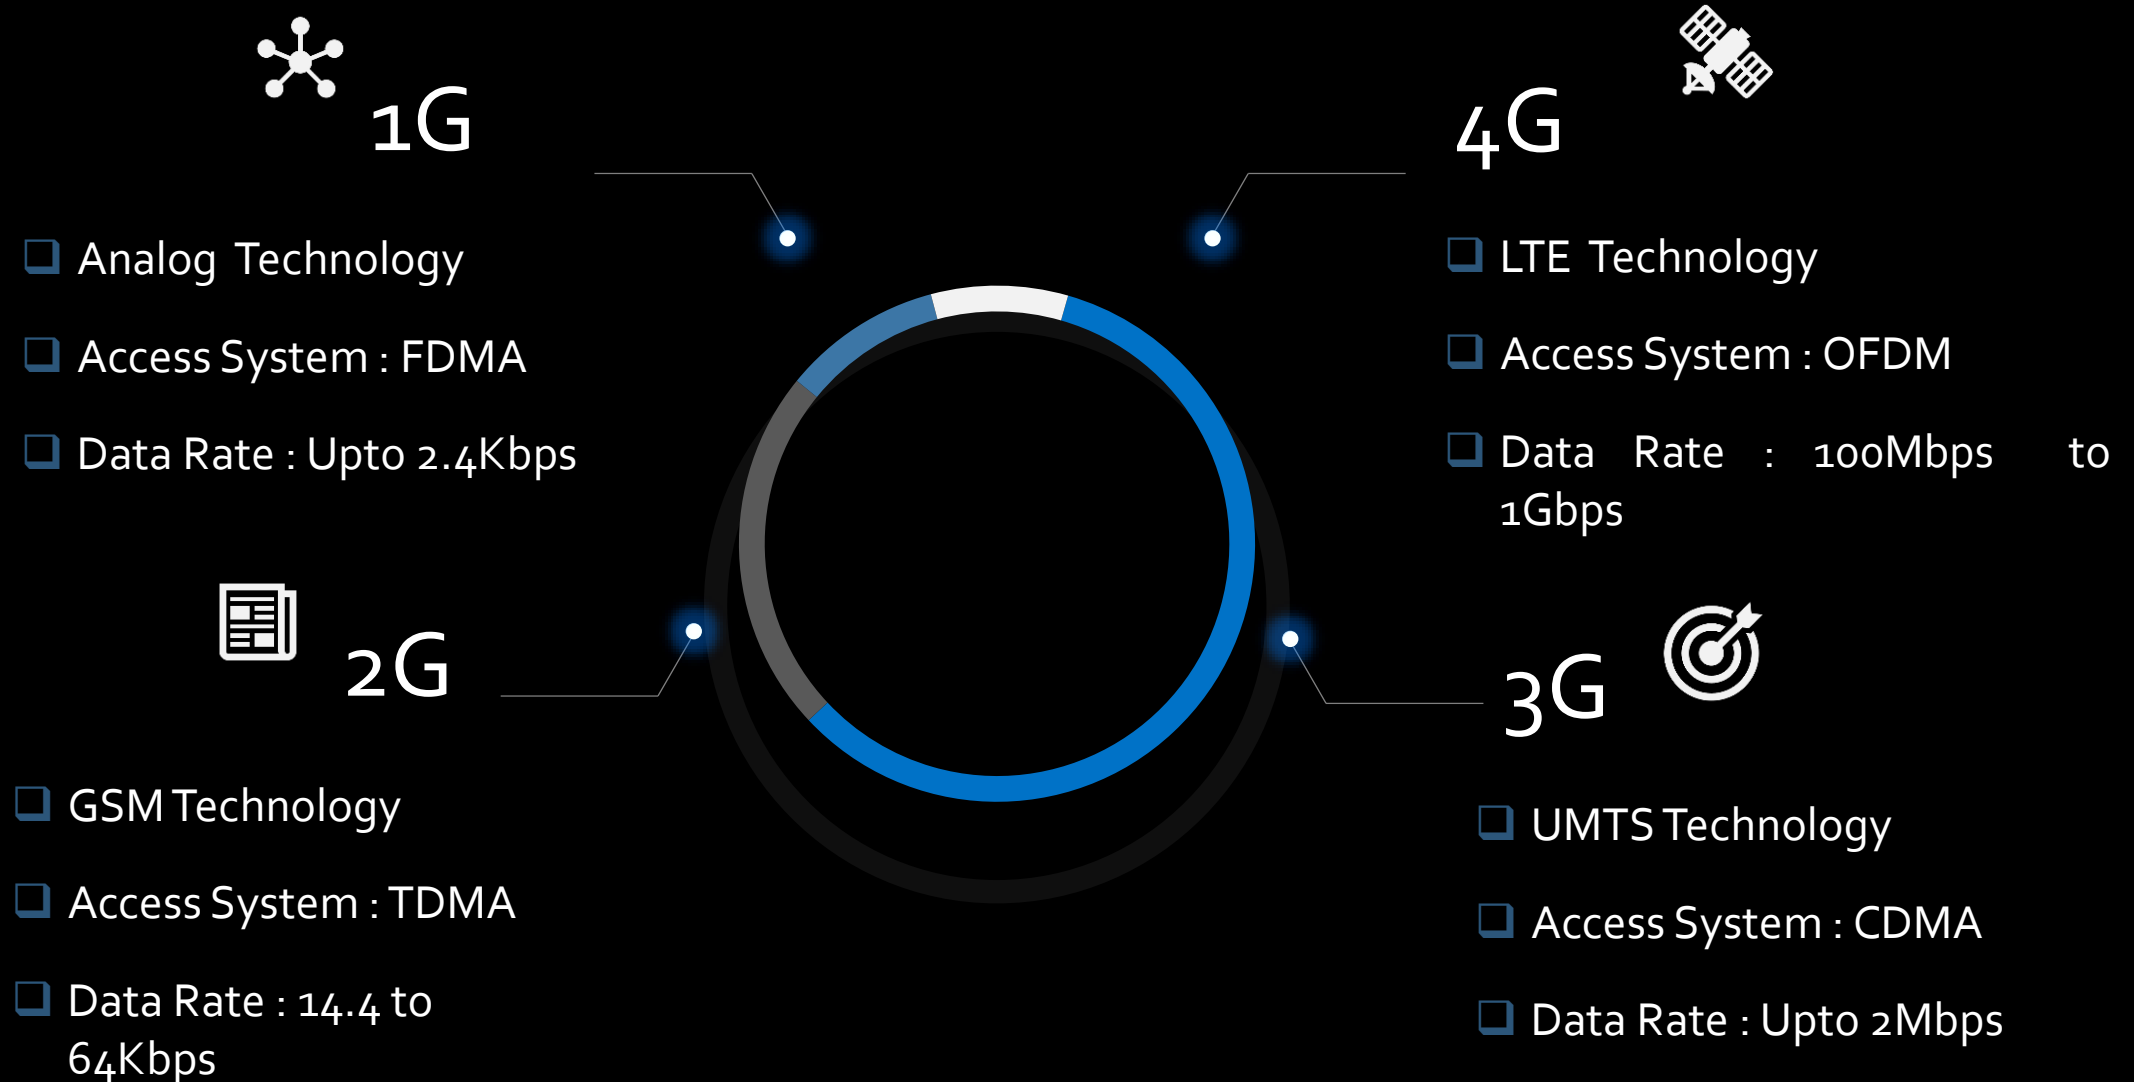 1G
Analog Technology
Access System : FDMA
Data Rate : Upto 2.4Kbps
2G
GSM Technology
Access System : TDMA
Data Rate : 14.4 to
64Kbps
4G
LTE Technology
Access System : OFDM
Data Rate : 100Mbps to
1Gbps
3G
UMTS Technology
Access System : CDMA
Data Rate : Upto 2Mbps